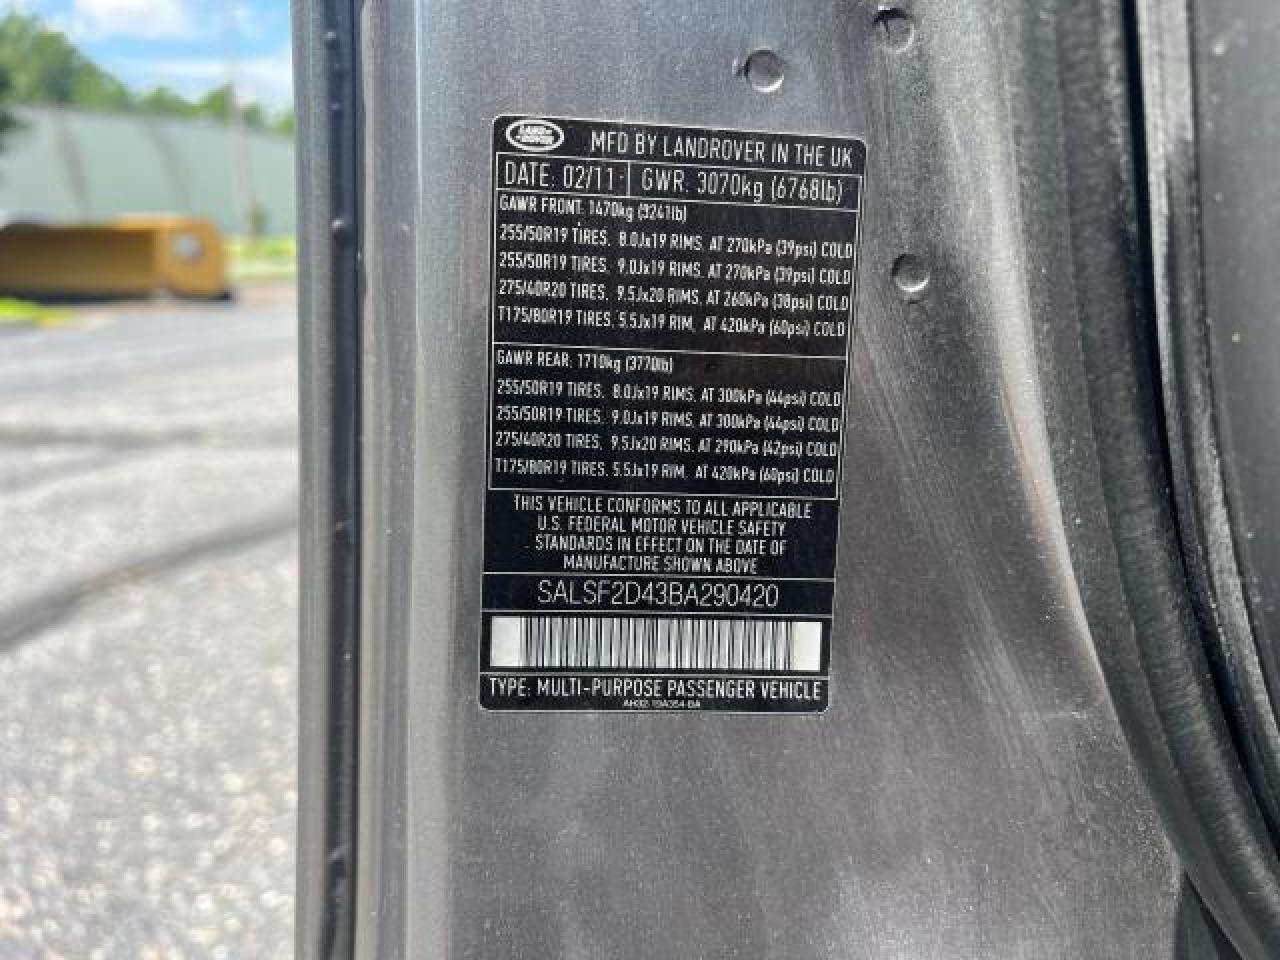 LAND ROVER
MFD BY LANDROVER IN THE UK
DATE: 02/11 GWR: 3070kg (6768lb)
GAWR FRONT: 1470kg (3241lb)
255/50R19 TIRES. 8.0Jx19 RIMS. AT 270kPa (39psi) COLD
255/50R19 TIRES. 9.0Jx19 RIMS. AT 270kPa (39psi) COLD
275/40R20 TIRES. 9.5Jx20 RIMS. AT 260kPa (38psi) COLD
T175/80R19 TIRES. 5.5Jx19 RIM. AT 420kPa (60psi) COLD
GAWR REAR: 1710kg (3770lb)
255/50R19 TIRES. 8.0Jx19 RIMS. AT 300kPa (44psi) COLD
255/50R19 TIRES. 9.0Jx19 RIMS. AT 300kPa (44psi) COLD
275/40R20 TIRES. 9.5Jx20 RIMS. AT 290kPa (42psi) COLD
T175/80R19 TIRES. 5.5Jx19 RIM. AT 420kPa (60psi) COLD
THIS VEHICLE CONFORMS TO ALL APPLICABLE
U.S. FEDERAL MOTOR VEHICLE SAFETY
STANDARDS IN EFFECT ON THE DATE OF
MANUFACTURE SHOWN ABOVE
SALSF2D43BA290420
TYPE: MULTI-PURPOSE PASSENGER VEHICLE